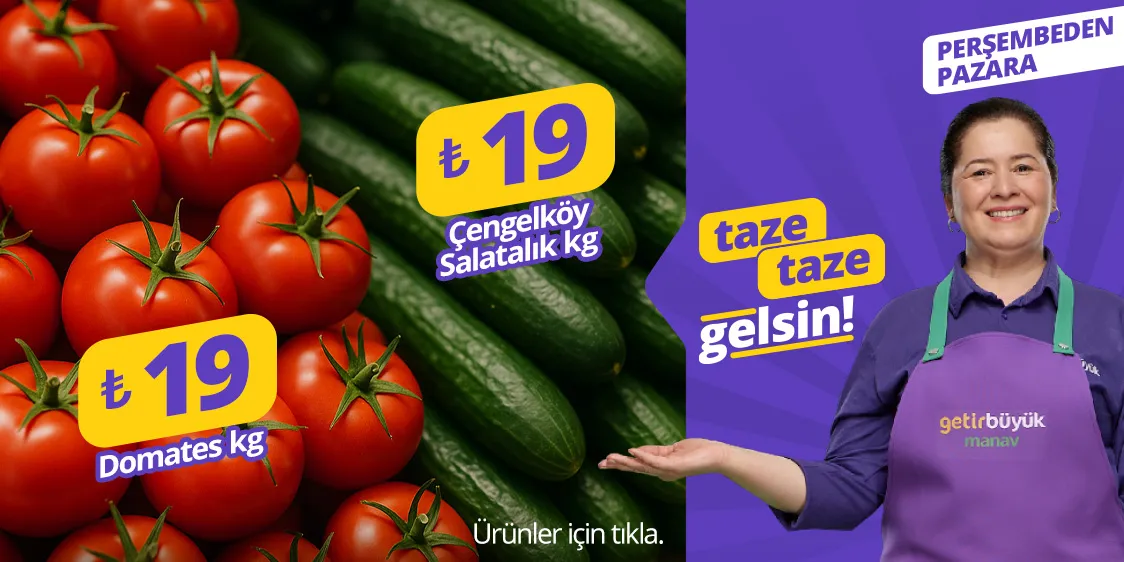 ₺19
Çengelköy
Salatalık kg
₺19
Domates kg
Ürünler için tıkla.
PERŞEMBEDEN
PAZARA
taze
taze
gelsin!
getirbüyük
manav